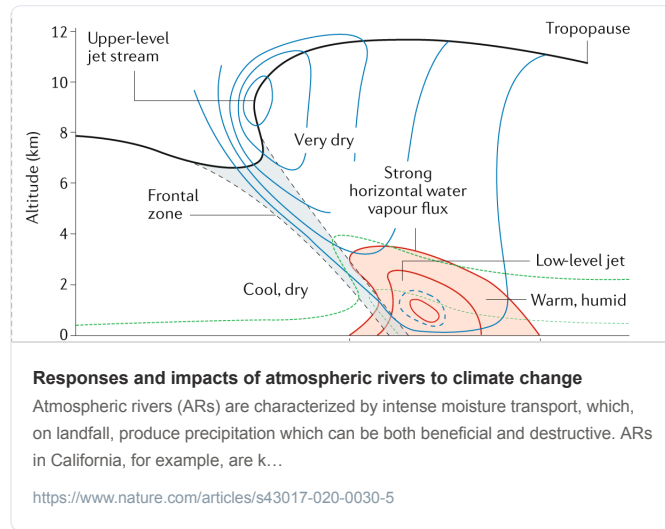 12
Tropopause
Upper-level
jet stream
10
8
Very dry
Altitude (km)
6
Strong
horizontal water
vapour flux
Frontal
zone
4
Low-level jet
Cool, dry
2
Warm, humid
0
Responses and impacts of atmospheric rivers to climate change
Atmospheric rivers (ARs) are characterized by intense moisture transport, which,
on landfall, produce precipitation which can be both beneficial and destructive. ARs
in California, for example, are k…
https://www.nature.com/articles/s43017-020-0030-5